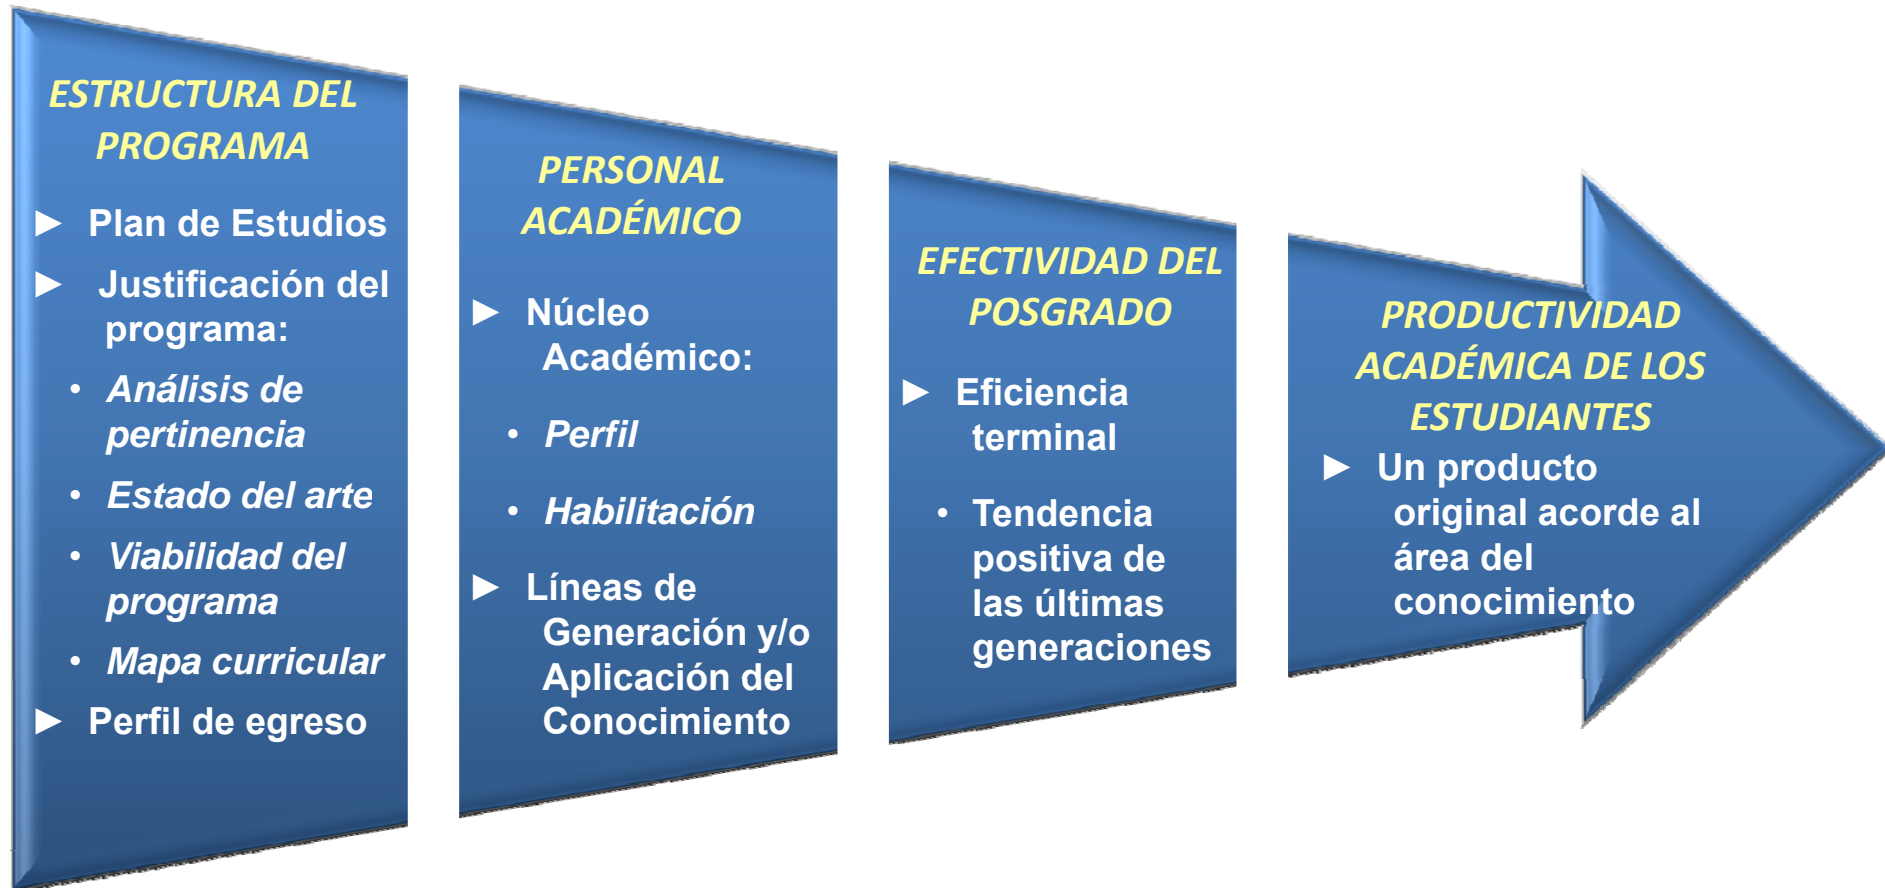 ESTRUCTURA DEL
PROGRAMA
► Plan de Estudios
► Justificación del
programa:
• Análisis de
pertinencia
• Estado del arte
• Viabilidad del
programa
• Mapa curricular
► Perfil de egreso
PERSONAL
ACADÉMICO
► Núcleo
Académico:
• Perfil
• Habilitación
► Líneas de
Generación y/o
Aplicación del
Conocimiento
EFECTIVIDAD DEL
POSGRADO
► Eficiencia
terminal
• Tendencia
positiva de
las últimas
generaciones
PRODUCTIVIDAD
ACADÉMICA DE LOS
ESTUDIANTES
► Un producto
original acorde al
área del
conocimiento